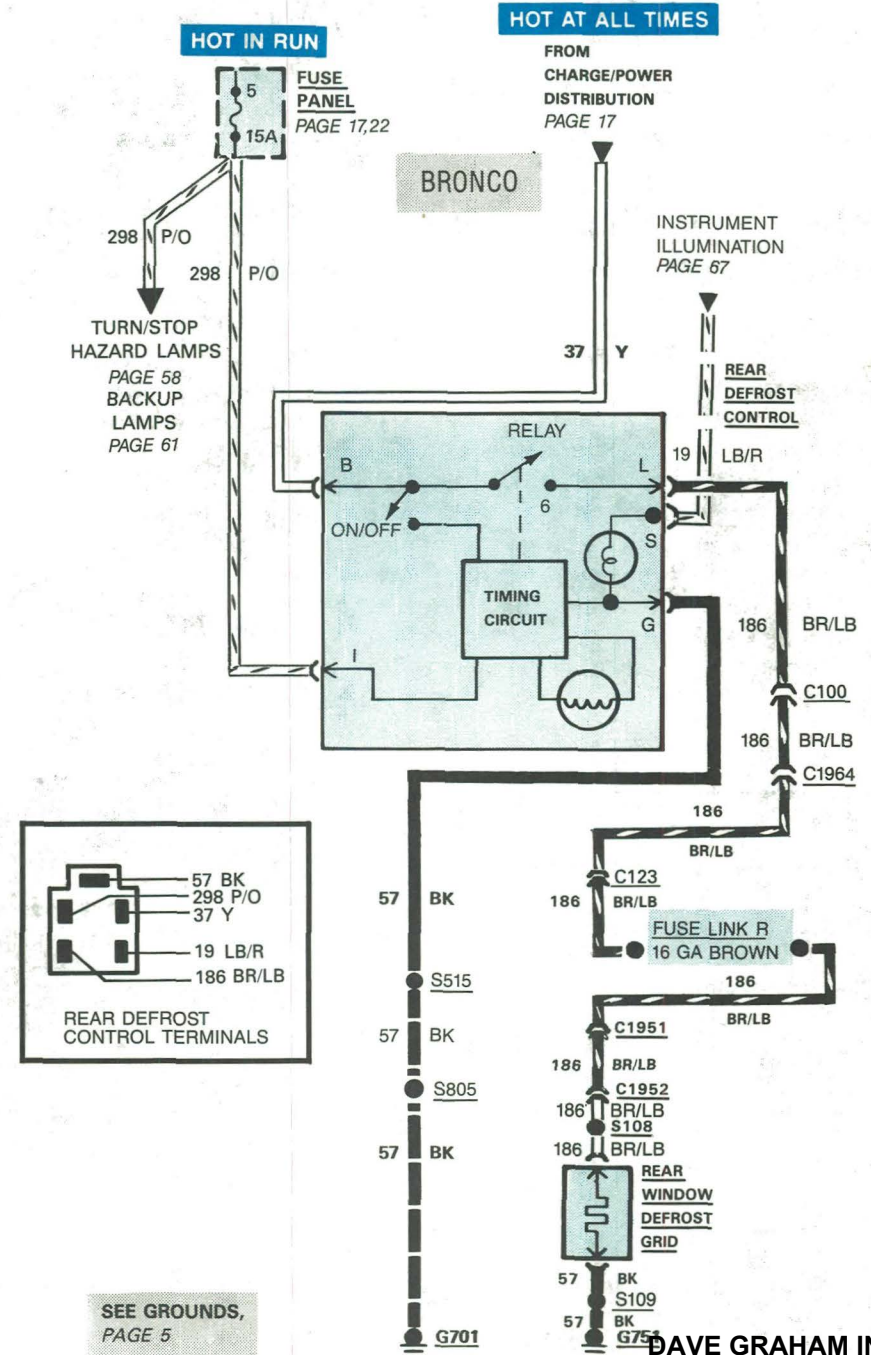 HOT IN RUN
HOT AT ALL TIMES
5
15A
FUSE
PANEL
PAGE 17,22
FROM
CHARGE/POWER
DISTRIBUTION
PAGE 17
BRONCO
INSTRUMENT
ILLUMINATION
PAGE 67
298 P/O
298 P/O
TURN/STOP
HAZARD LAMPS
PAGE 58
BACKUP
LAMPS
PAGE 61
37 Y
REAR
DEFROST
CONTROL
19 LB/R
RELAY
B
L
6
ON/OFF
S
TIMING
CIRCUIT
G
I
186 BR/LB
C100
186 BR/LB
C1964
186
BR/LB
57 BK
298 P/O
37 Y
19 LB/R
186 BR/LB
REAR DEFROST
CONTROL TERMINALS
57 BK
C123
186 BR/LB
FUSE LINK R
16 GA BROWN
186
BR/LB
S515
57 BK
C1951
186 BR/LB
S805
C1952
186 BR/LB
S108
57 BK
186 BR/LB
REAR
WINDOW
DEFROST
GRID
57 BK
S109
57 BK
G701
G751
SEE GROUNDS,
PAGE 5
DAVE GRAHAM IN